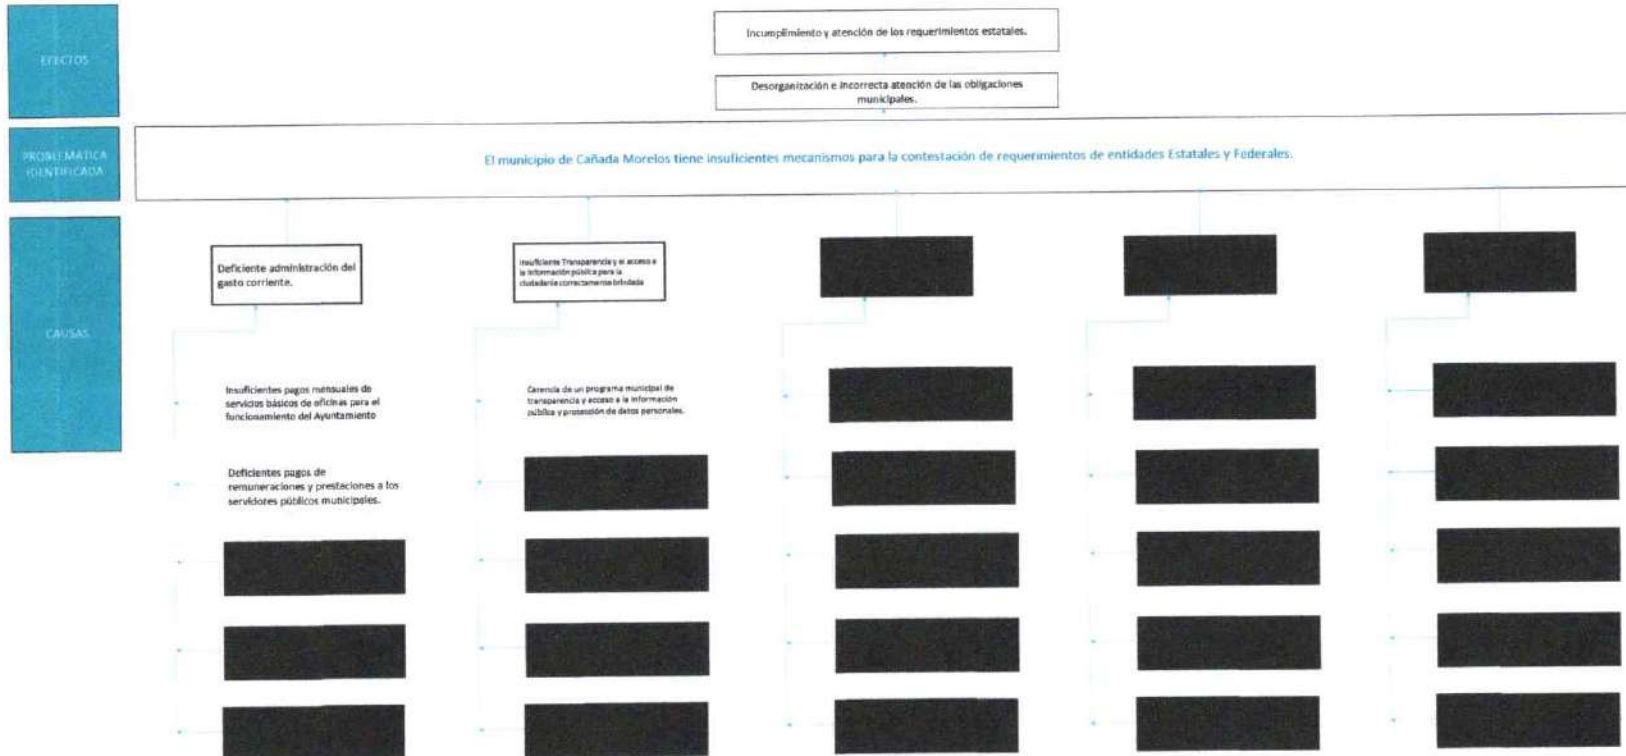 EFECTOS
Incumplimiento y atención de los requerimientos estatales.
Desorganización e incorrecta atención de las obligaciones
municipales.
PROBLEMÁTICA
IDENTIFICADA
El municipio de Cañada Morelos tiene insuficientes mecanismos para la contestación de requerimientos de entidades Estatales y Federales.
CAUSAS
Deficiente administración del
gasto corriente.
Insuficiente Transparencia y el acceso a
la información pública para la
ciudadanía correctamente brindada
Insuficientes pagos mensuales de
servicios básicos de oficinas para el
funcionamiento del Ayuntamiento
Carencia de un programa municipal de
transparencia y acceso a la información
pública y protección de datos personales.
Deficientes pagos de
remuneraciones y prestaciones a los
servidores públicos municipales.